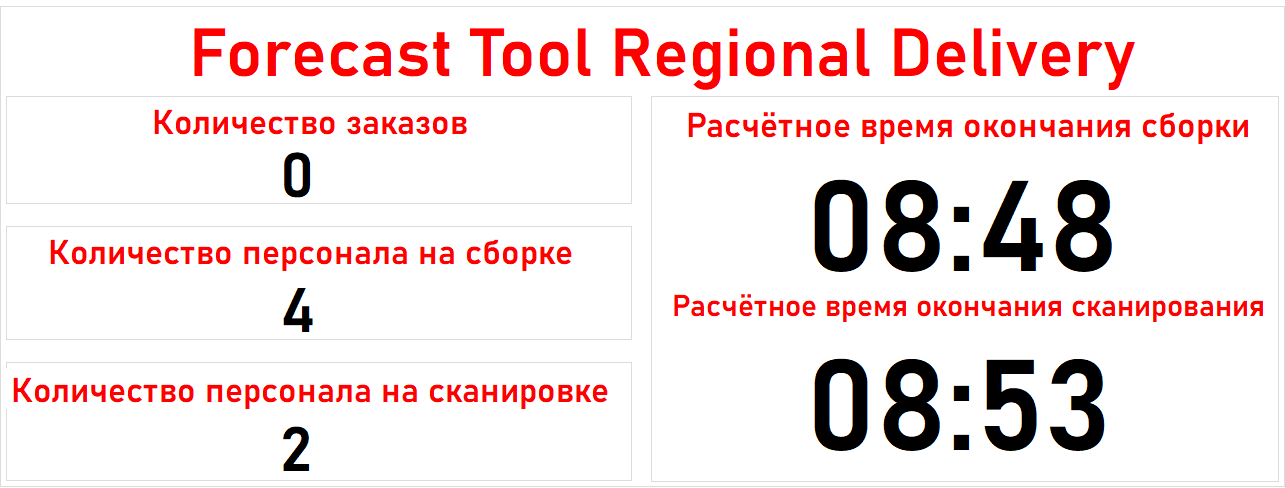 Forecast Tool Regional Delivery
Количество заказов
0
Количество персонала на сборке
4
Количество персонала на сканировке
2
Расчётное время окончания сборки
08:48
Расчётное время окончания сканирования
08:53